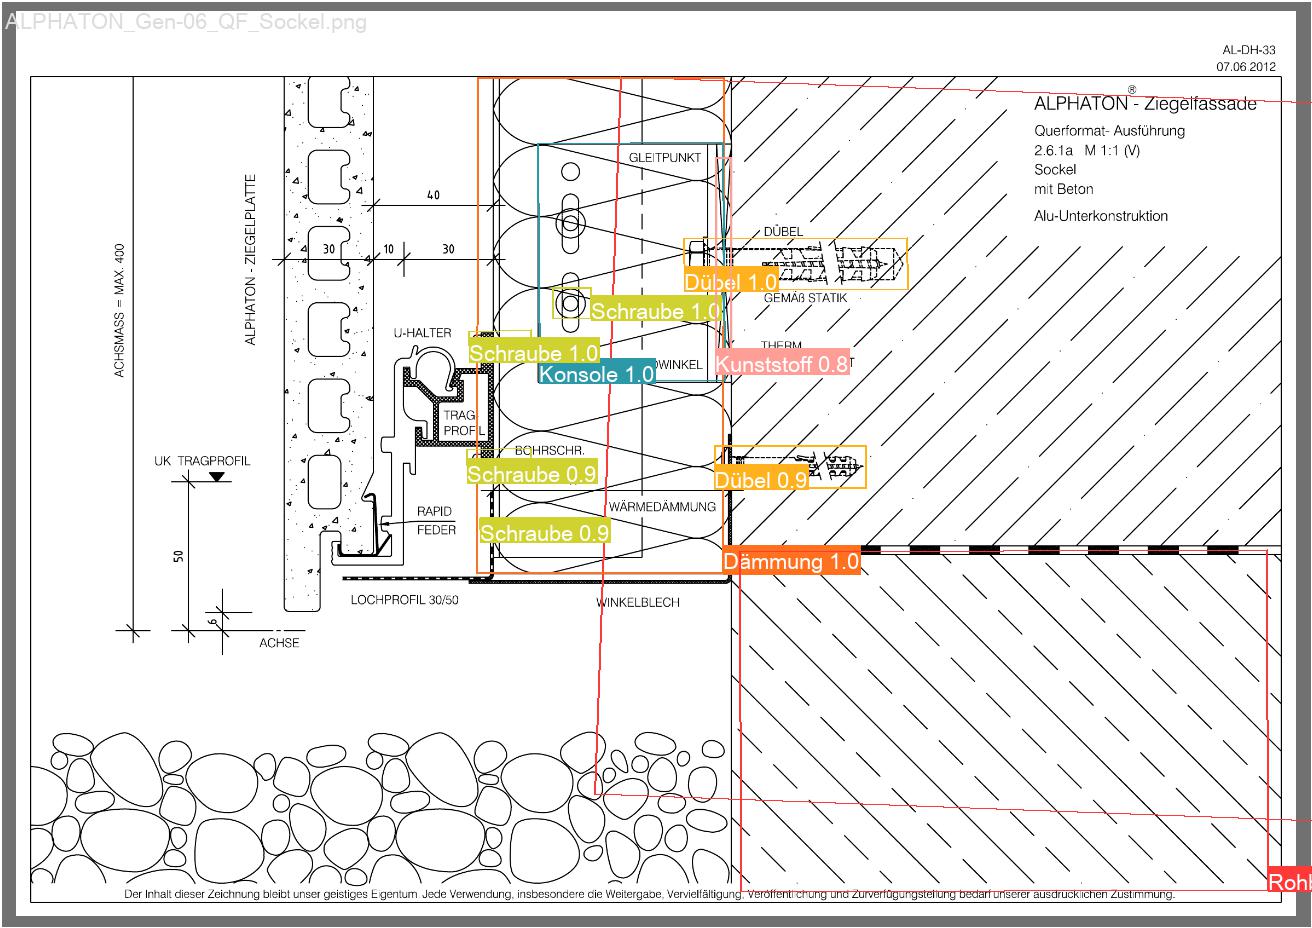 ALPHATON_Gen-06_QF_Sockel.png
AL-DH-33
07.06 2012
ALPHATON® - Ziegelfassade
Querformat- Ausführung
2.6.1a M 1:1 (V)
Sockel
mit Beton
Alu-Unterkonstruktion
GLEITPUNKT
40
30
10
30
ACHSMASS = MAX. 400
ALPHATON - ZIEGELPLATTE
DÜBEL
Dübel 1.0
GEMÄß STATIK
Schraube 1.0
U-HALTER
THERM
Schraube 1.0
Kunststoff 0.8
Konsole 1.0
TRAG-
PROFIL
BOHRSCHR.
UK TRAGPROFIL
Schraube 0.9
Dübel 0.9
WÄRMEDÄMMUNG
RAPID
FEDER
Schraube 0.9
50
Dämmung 1.0
LOCHPROFIL 30/50
WINKELBLECH
6
ACHSE
Der Inhalt dieser Zeichnung bleibt unser geistiges Eigentum. Jede Verwendung, insbesondere die Weitergabe, Vervielfältigung, Veröffentlichung und Zurverfügungstellung bedarf unserer ausdrücklichen Zustimmung.